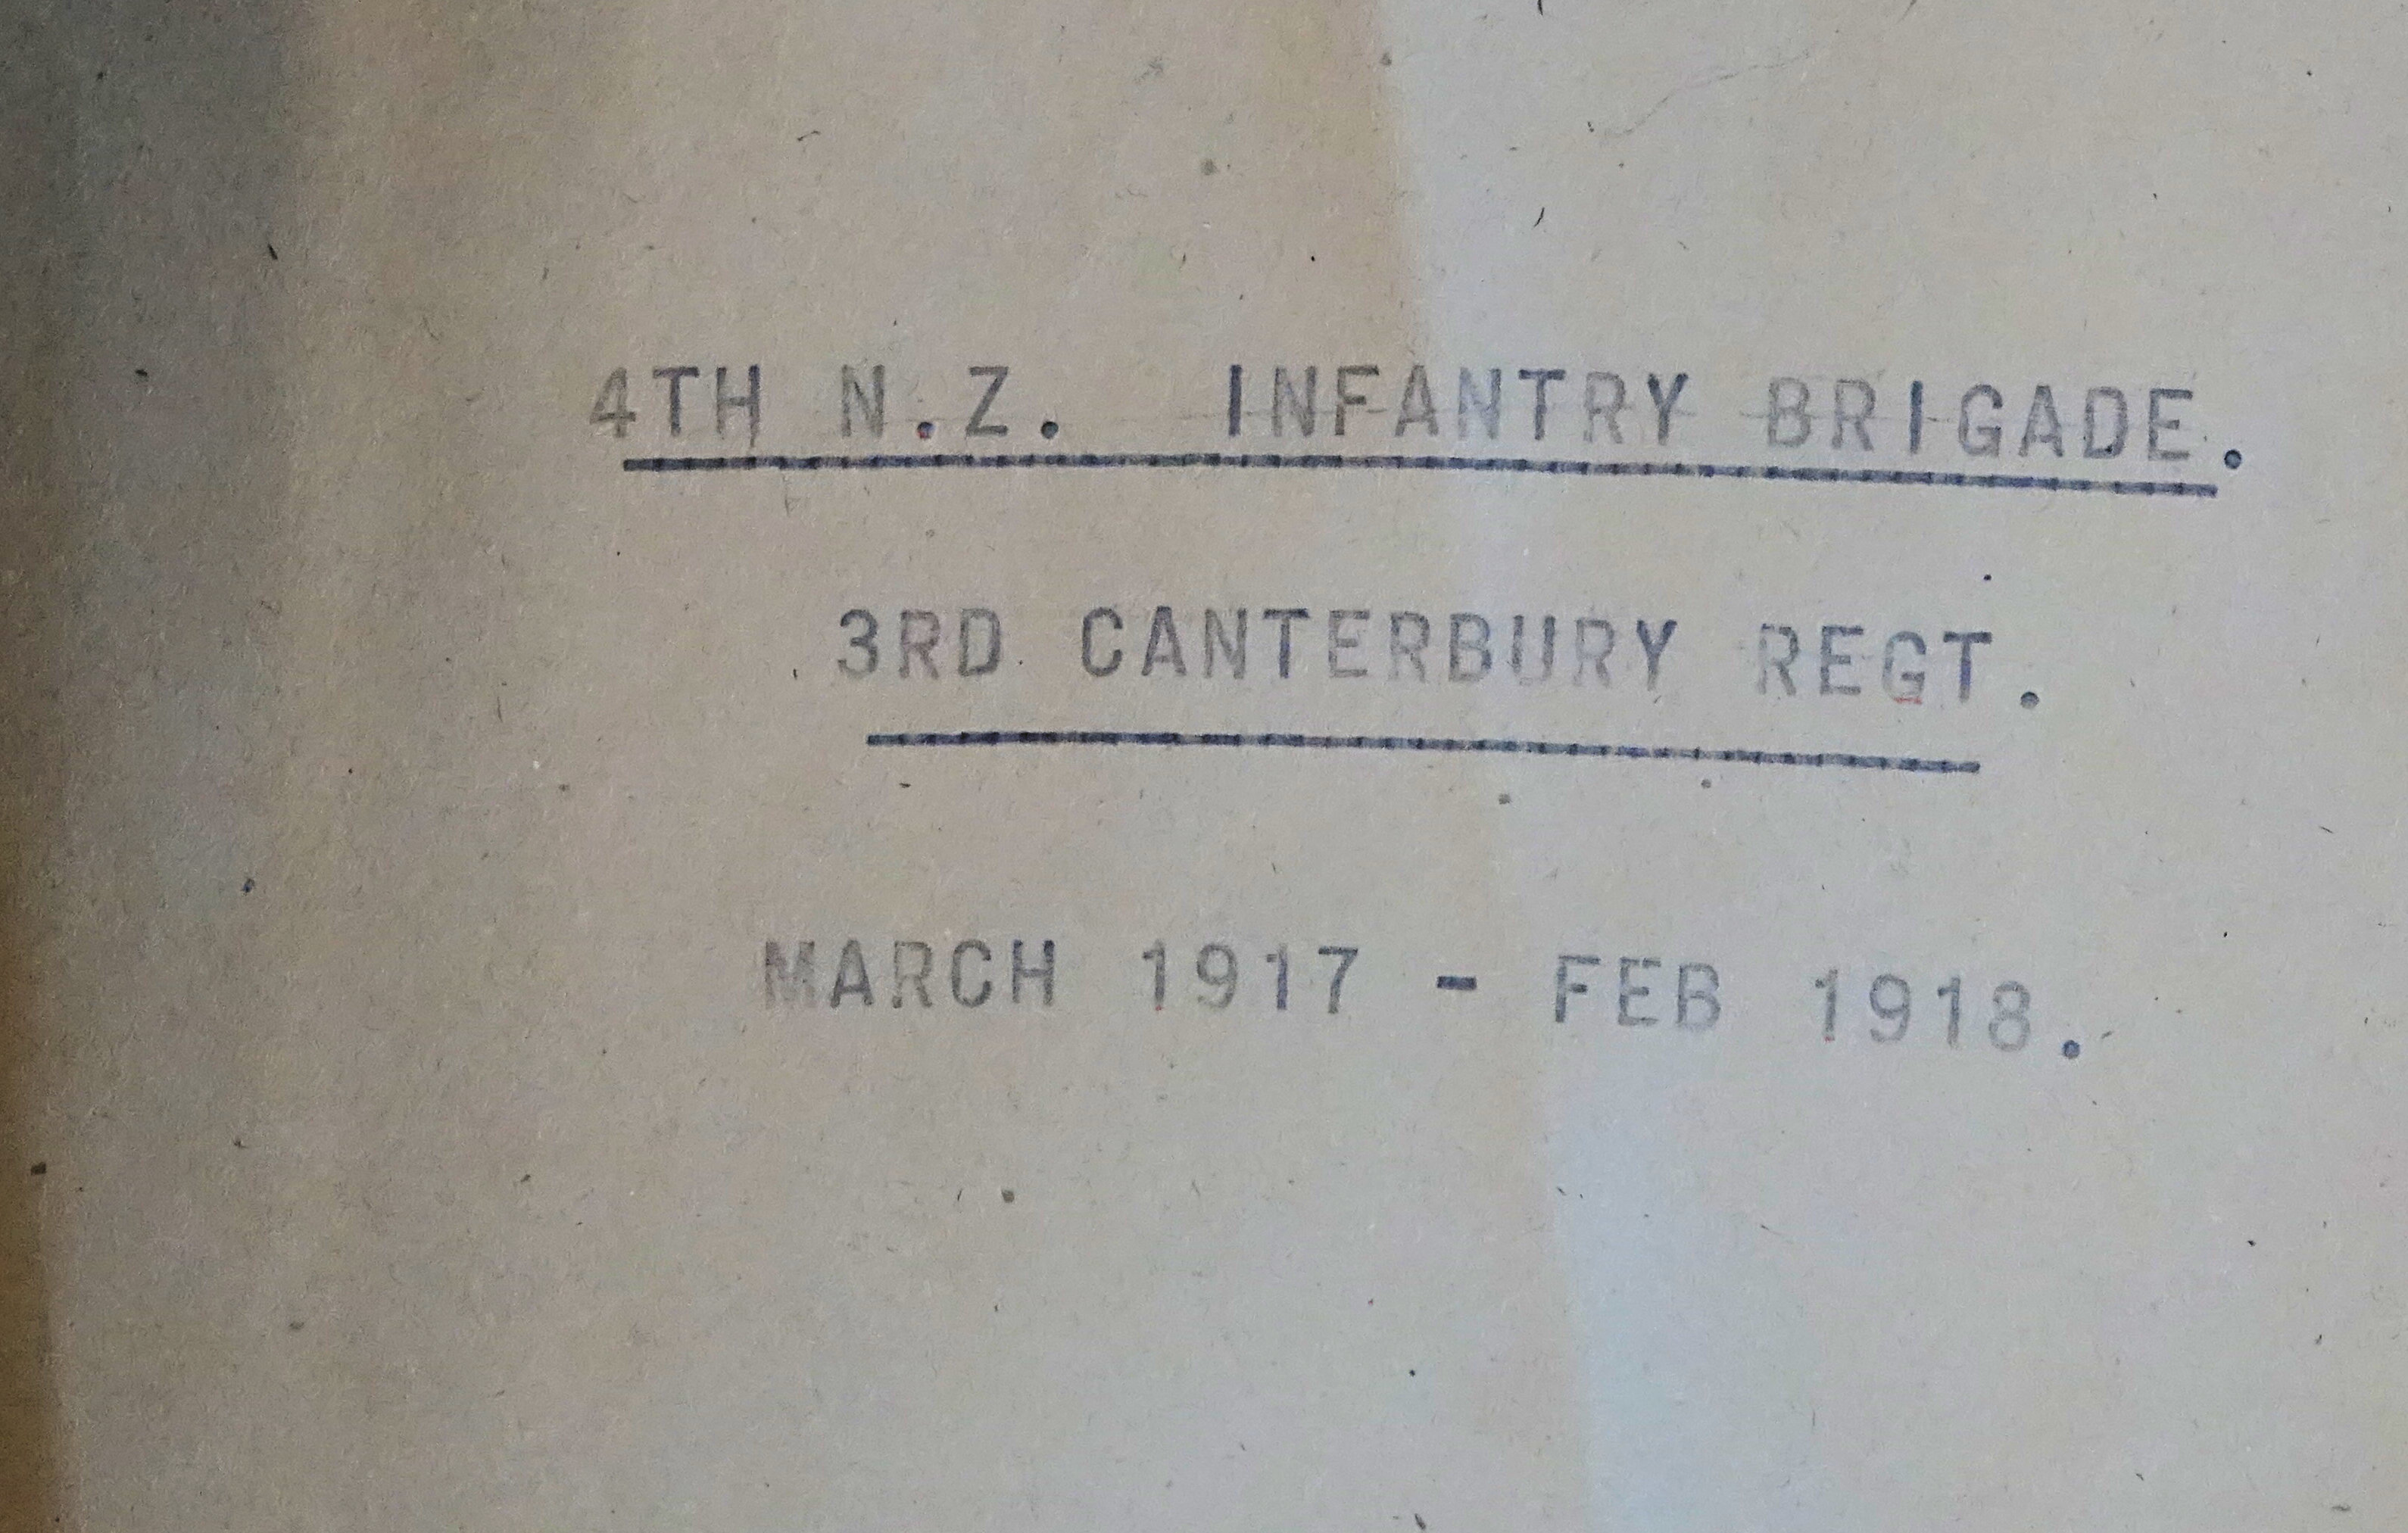 4TH N.Z. INFANTRY BRIGADE.
3RD CANTERBURY REGT.
MARCH 1917 - FEB 1918.